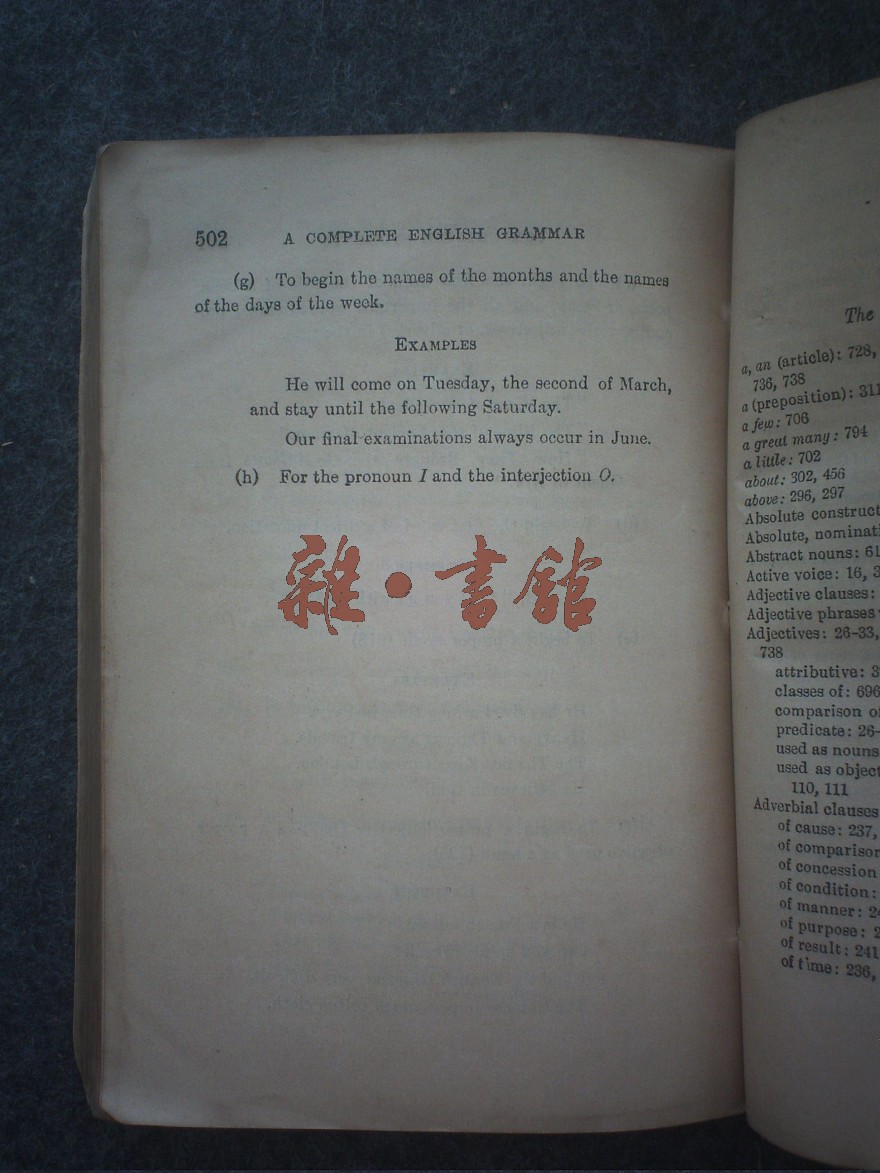 502 A COMPLETE ENGLISH GRAMMAR
(g) To begin the names of the months and the names
of the days of the week.
EXAMPLES
He will come on Tuesday, the second of March,
and stay until the following Saturday.
Our final examinations always occur in June.
(h) For the pronoun I and the interjection O.
雜·書館
The
a, an (article): 728,
736, 738
a (preposition): 311
a few: 706
a great many: 794
a little: 702
about: 302, 456
above: 296, 297
Absolute
Absolute,
Abstract nouns: 61
Active voice: 16, 3
Adjective clauses:
Adjective phrases
Adjectives: 26-33,
738
attributive: 3
classes of: 696
comparison
predicate: 26-
used as nouns
used as
110, 111
Adverbial clauses
of cause: 237,
of
of concession
of condition:
of manner: 24
of purpose: 2
of result: 241
of time: 236,